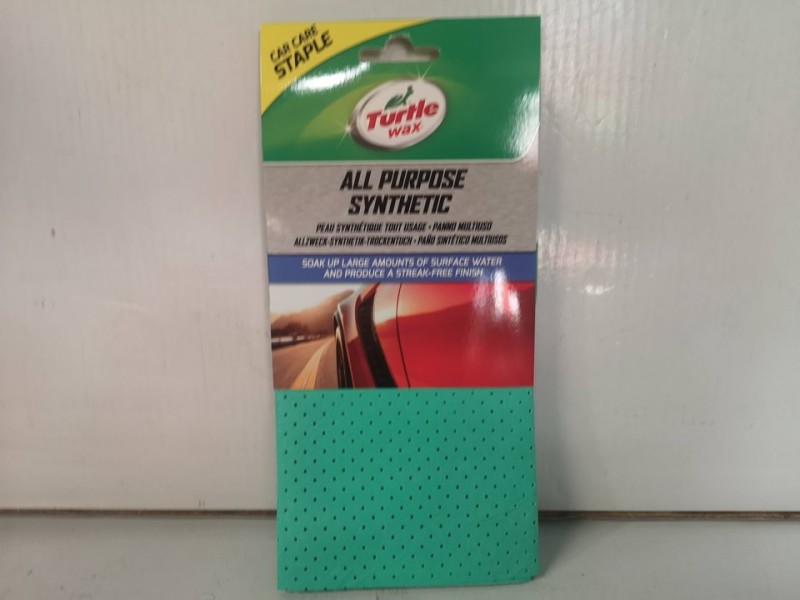 CAR CARE
STAPLE
Turtle
wax
ALL PURPOSE
SYNTHETIC
PEAU SYNTHÉTIQUE TOUT USAGE • PANNO MULTIUSO
ALLZWECK-SYNTHETIK-TROCKENTUCH • PAÑO SINTÉTICO MULTIUSOS
SOAK UP LARGE AMOUNTS OF SURFACE WATER
AND PRODUCE A STREAK-FREE FINISH